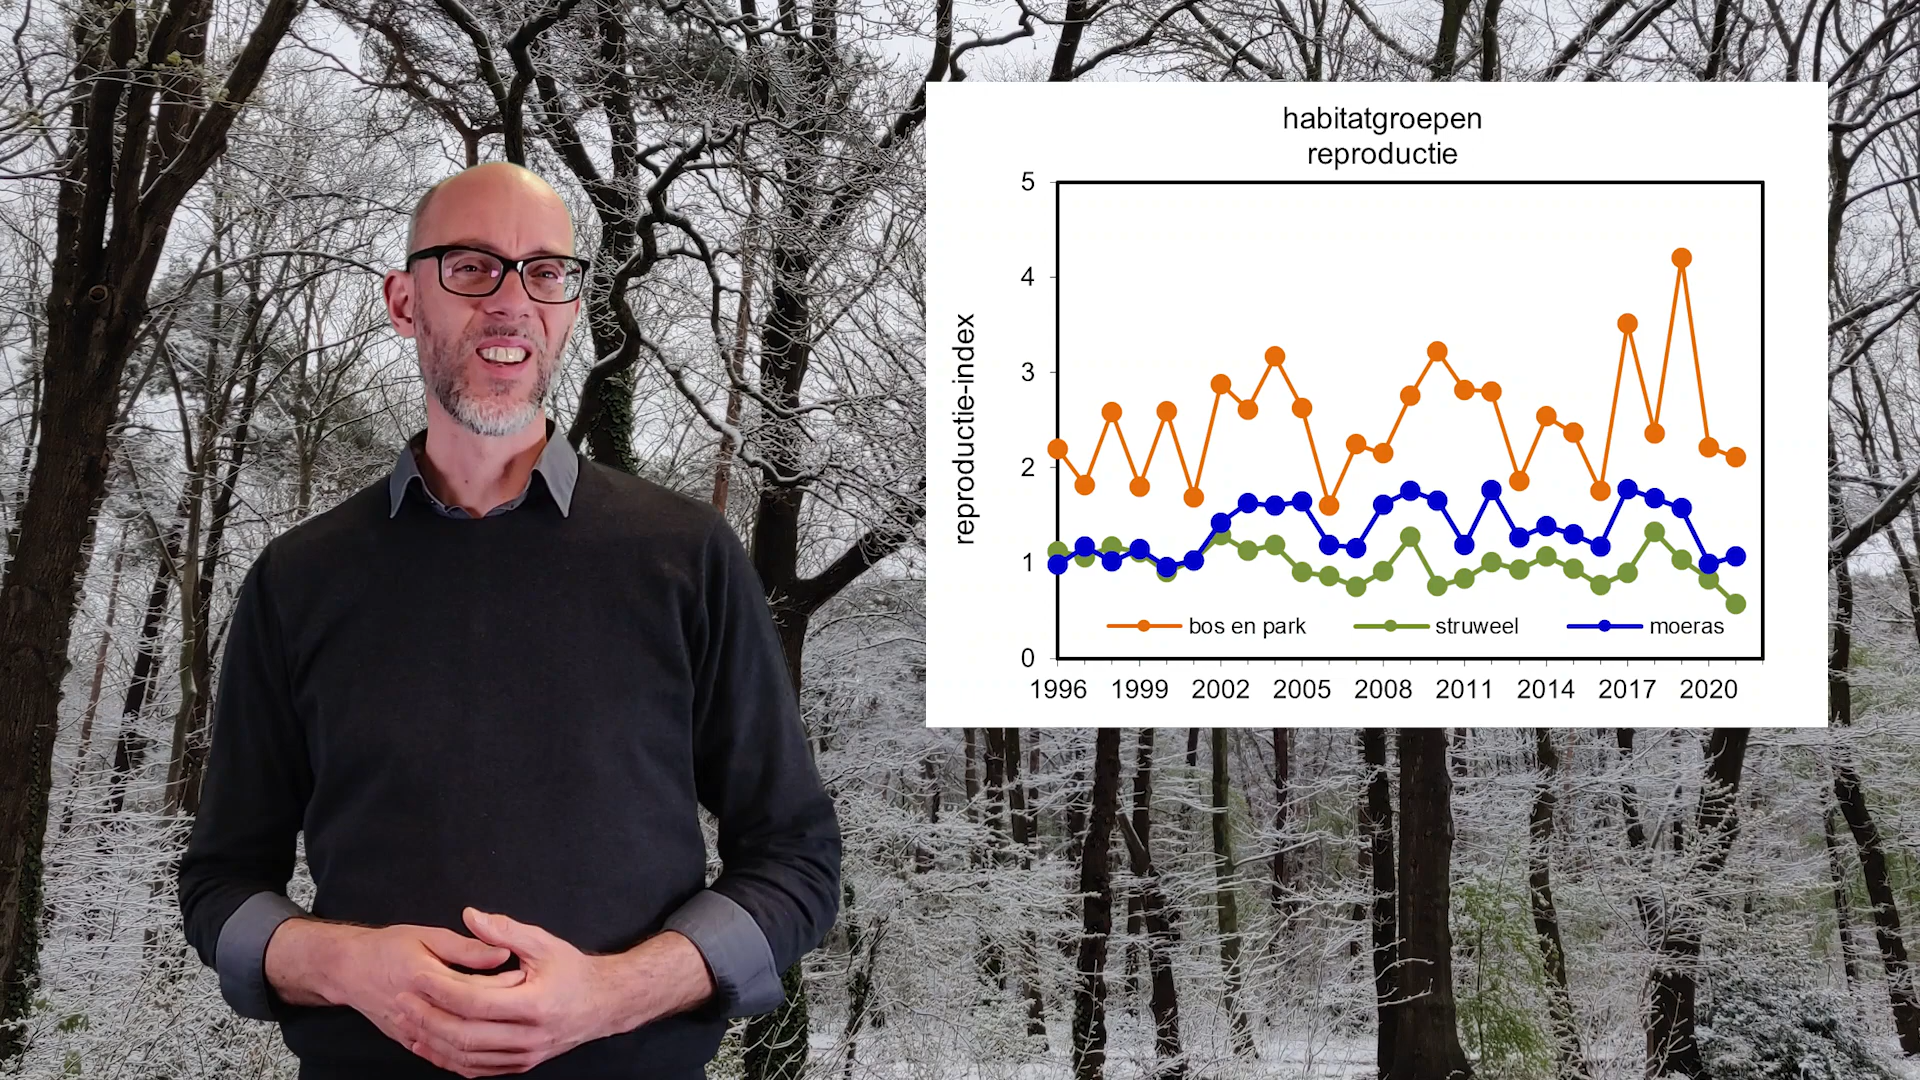 habitatgroepen
reproductie
reproductie-index
5
4
3
2
1
0
bos en park
struweel
moeras
1996 1999 2002 2005 2008 2011 2014 2017 2020